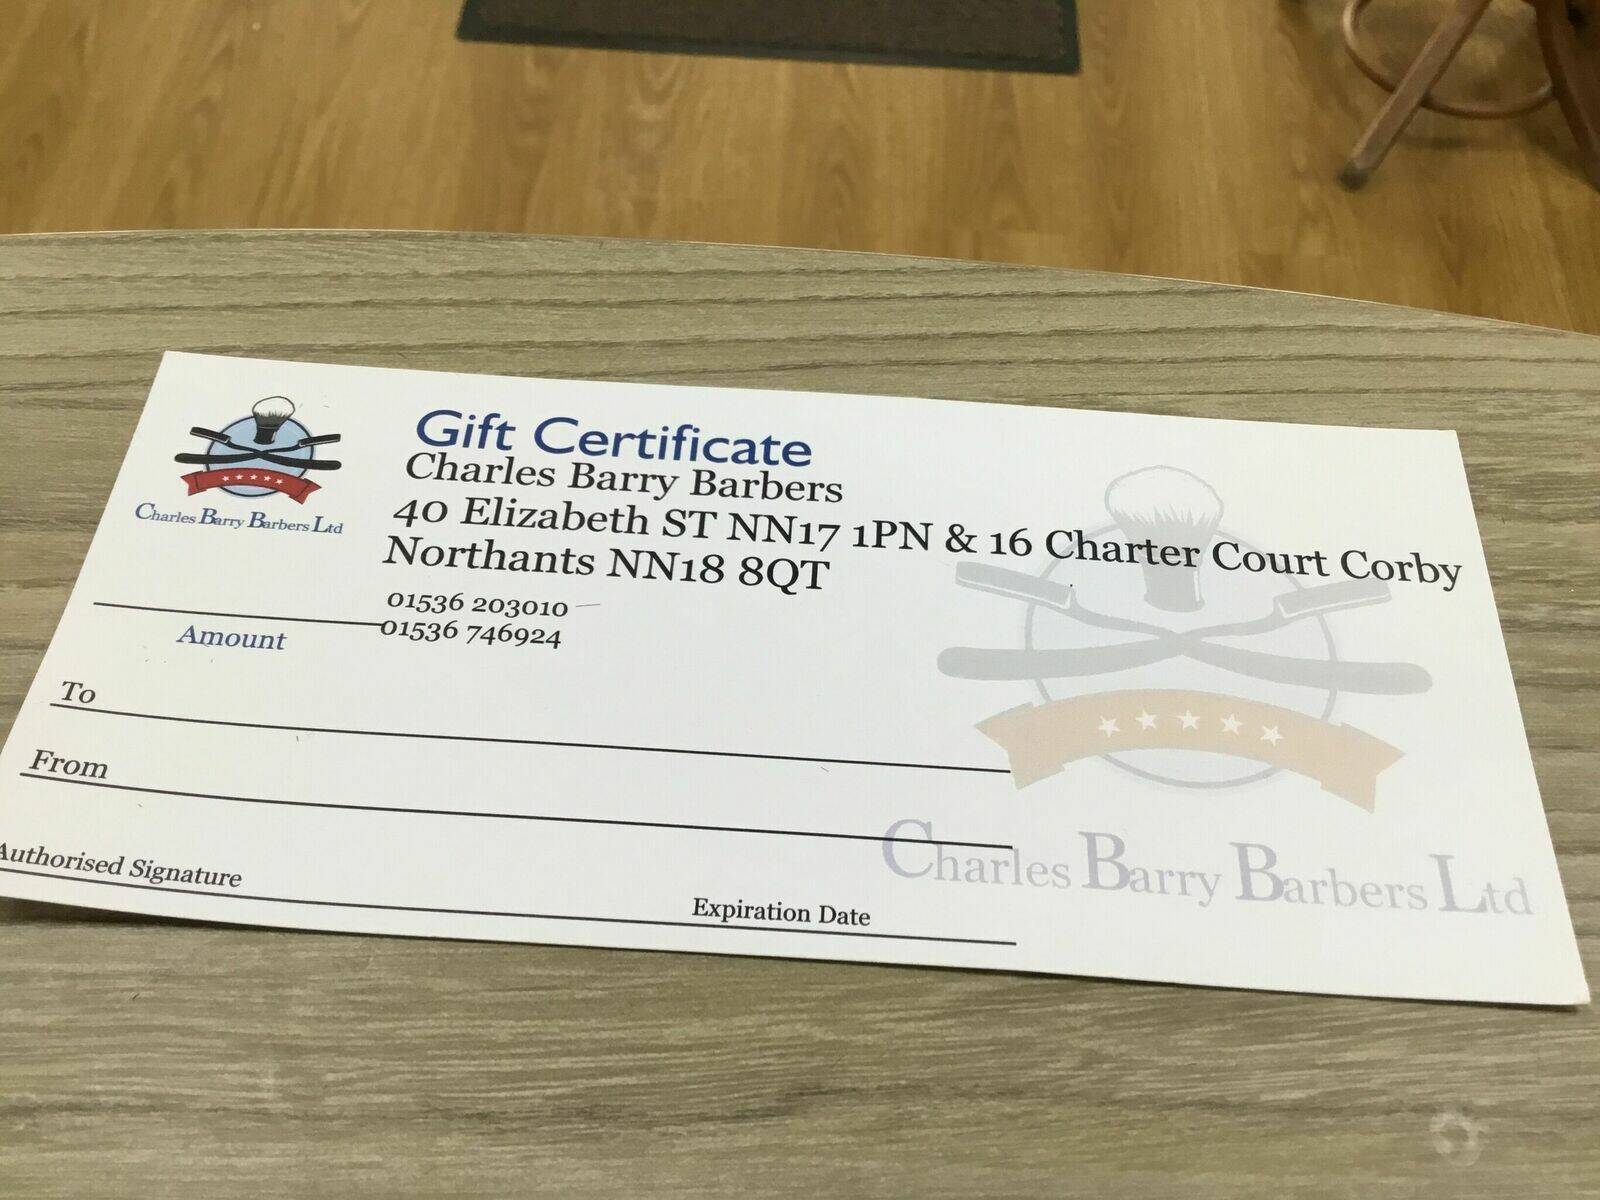 Charles Barry Barbers Ltd
Gift Certificate
Charles Barry Barbers
40 Elizabeth ST NN17 1PN & 16 Charter Court Corby
Northants NN18 8QT
01536 203010
01536 746924
Amount
To
From
Authorised Signature
Expiration Date
Charles Barry Barbers Ltd